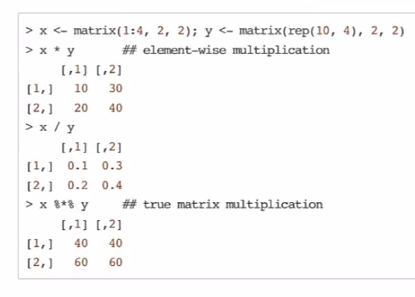 > x <- matrix(1:4, 2, 2); y <- matrix(rep(10, 4), 2, 2)
> x * y       ## element-wise multiplication
     [,1] [,2]
[1,]   10   30
[2,]   20   40
> x / y
     [,1] [,2]
[1,]  0.1  0.3
[2,]  0.2  0.4
> x %*% y     ## true matrix multiplication
     [,1] [,2]
[1,]   40   40
[2,]   60   60